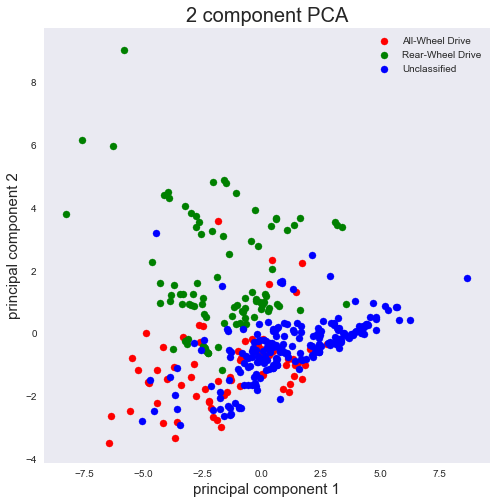 2 component PCA
All-Wheel Drive
Rear-Wheel Drive
Unclassified
principal component 2
8
6
4
2
0
−2
−4
−7.5 −5.0 −2.5 0.0 2.5 5.0 7.5
principal component 1